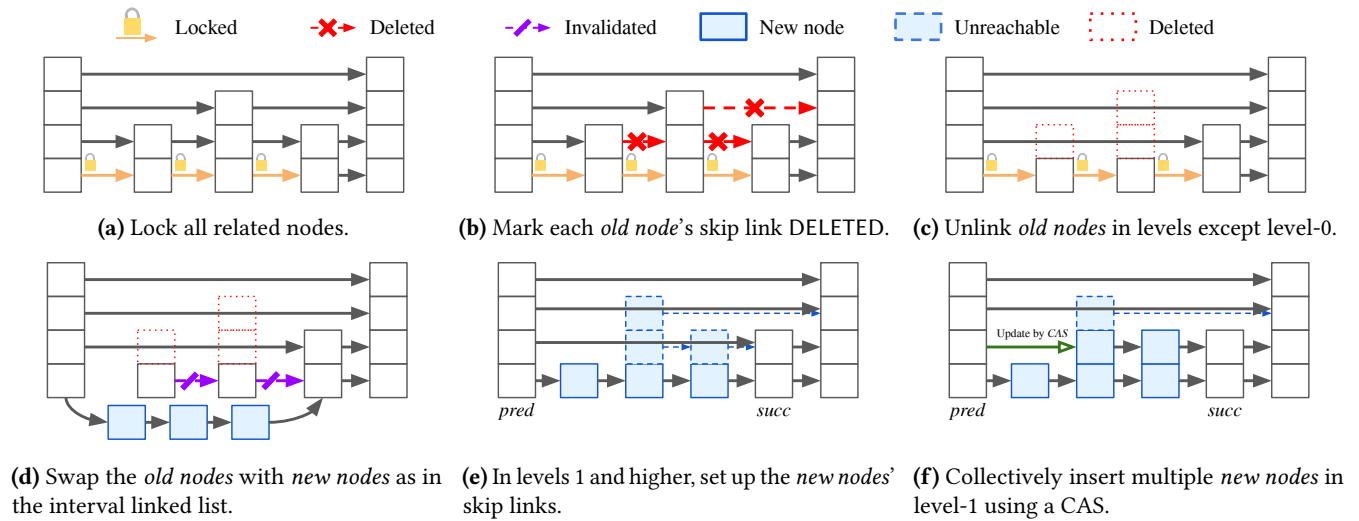 Locked Deleted Invalidated New node Unreachable Deleted
(a) Lock all related nodes.
(b) Mark each old node's skip link DELETED.
(c) Unlink old nodes in levels except level-0.
(d) Swap the old nodes with new nodes as in
the interval linked list.
pred succ
(e) In levels 1 and higher, set up the new nodes'
skip links.
Update by CAS
pred succ
(f) Collectively insert multiple new nodes in
level-1 using a CAS.